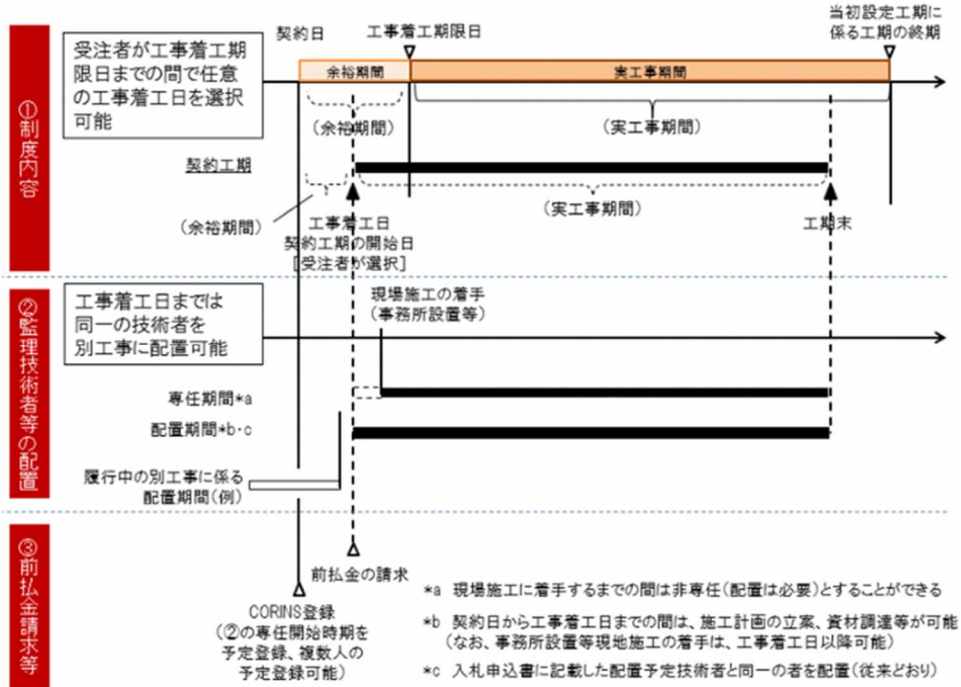 契約日
工事着工期限日
当初設定工期に
係る工期の終期
①制度内容
受注者が工事着工期
限日までの間で任意
の工事着工日を選択
可能
余裕期間
実工事期間
(余裕期間)
(実工事期間)
契約工期
(余裕期間)
(実工事期間)
工事着工日
契約工期の開始日
[受注者が選択]
工期末
②監理技術者等の配置
工事着工日までは
同一の技術者を
別工事に配置可能
現場施工の着手
(事務所設置等)
専任期間*a
配置期間*b・c
履行中の別工事に係る
配置期間(例)
③前払金請求等
前払金の請求
CORINS登録
(②の専任開始時期を
予定登録、複数人の
予定登録可能)
*a 現場施工に着手するまでの間は非専任(配置は必要)とすることができる
*b 契約日から工事着工日までの間は、施工計画の立案、資材調達等が可能
(なお、事務所設置等現地施工の着手は、工事着工日以降可能)
*c 入札申込書に記載した配置予定技術者と同一の者を配置(従来どおり)